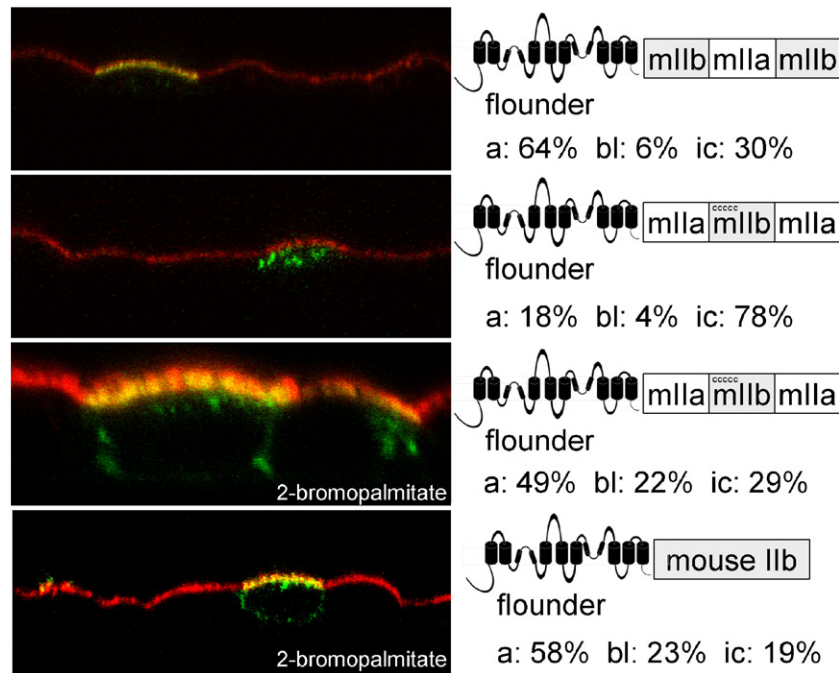 mIIb mIIa mIIb
flounder
a: 64% bl: 6% ic: 30%
ccccc
mIIa mIIb mIIa
flounder
a: 18% bl: 4% ic: 78%
ccccc
mIIa mIIb mIIa
flounder
2-bromopalmitate
a: 49% bl: 22% ic: 29%
mouse IIb
flounder
2-bromopalmitate
a: 58% bl: 23% ic: 19%